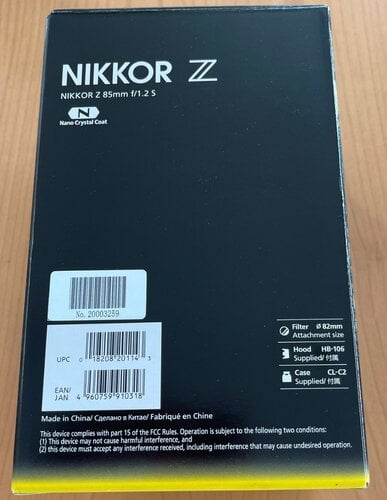 NIKKOR Z
NIKKOR Z 85mm f/1.2 S
N
Nano Crystal Coat
No. 20003259
UPC 0 18208 20114 3
EAN/
JAN 4 960759 910318
Filter Ø 82mm
Attachment size
Hood HB-106
Supplied/ 付属
Case CL-C2
Supplied/ 付属
Made in China/ Сделано в Китае/ Fabriqué en Chine
This device complies with part 15 of the FCC Rules. Operation is subject to the following two conditions:
(1) This device may not cause harmful interference, and
(2) this device must accept any interference received, including interference that may cause undesired operation.